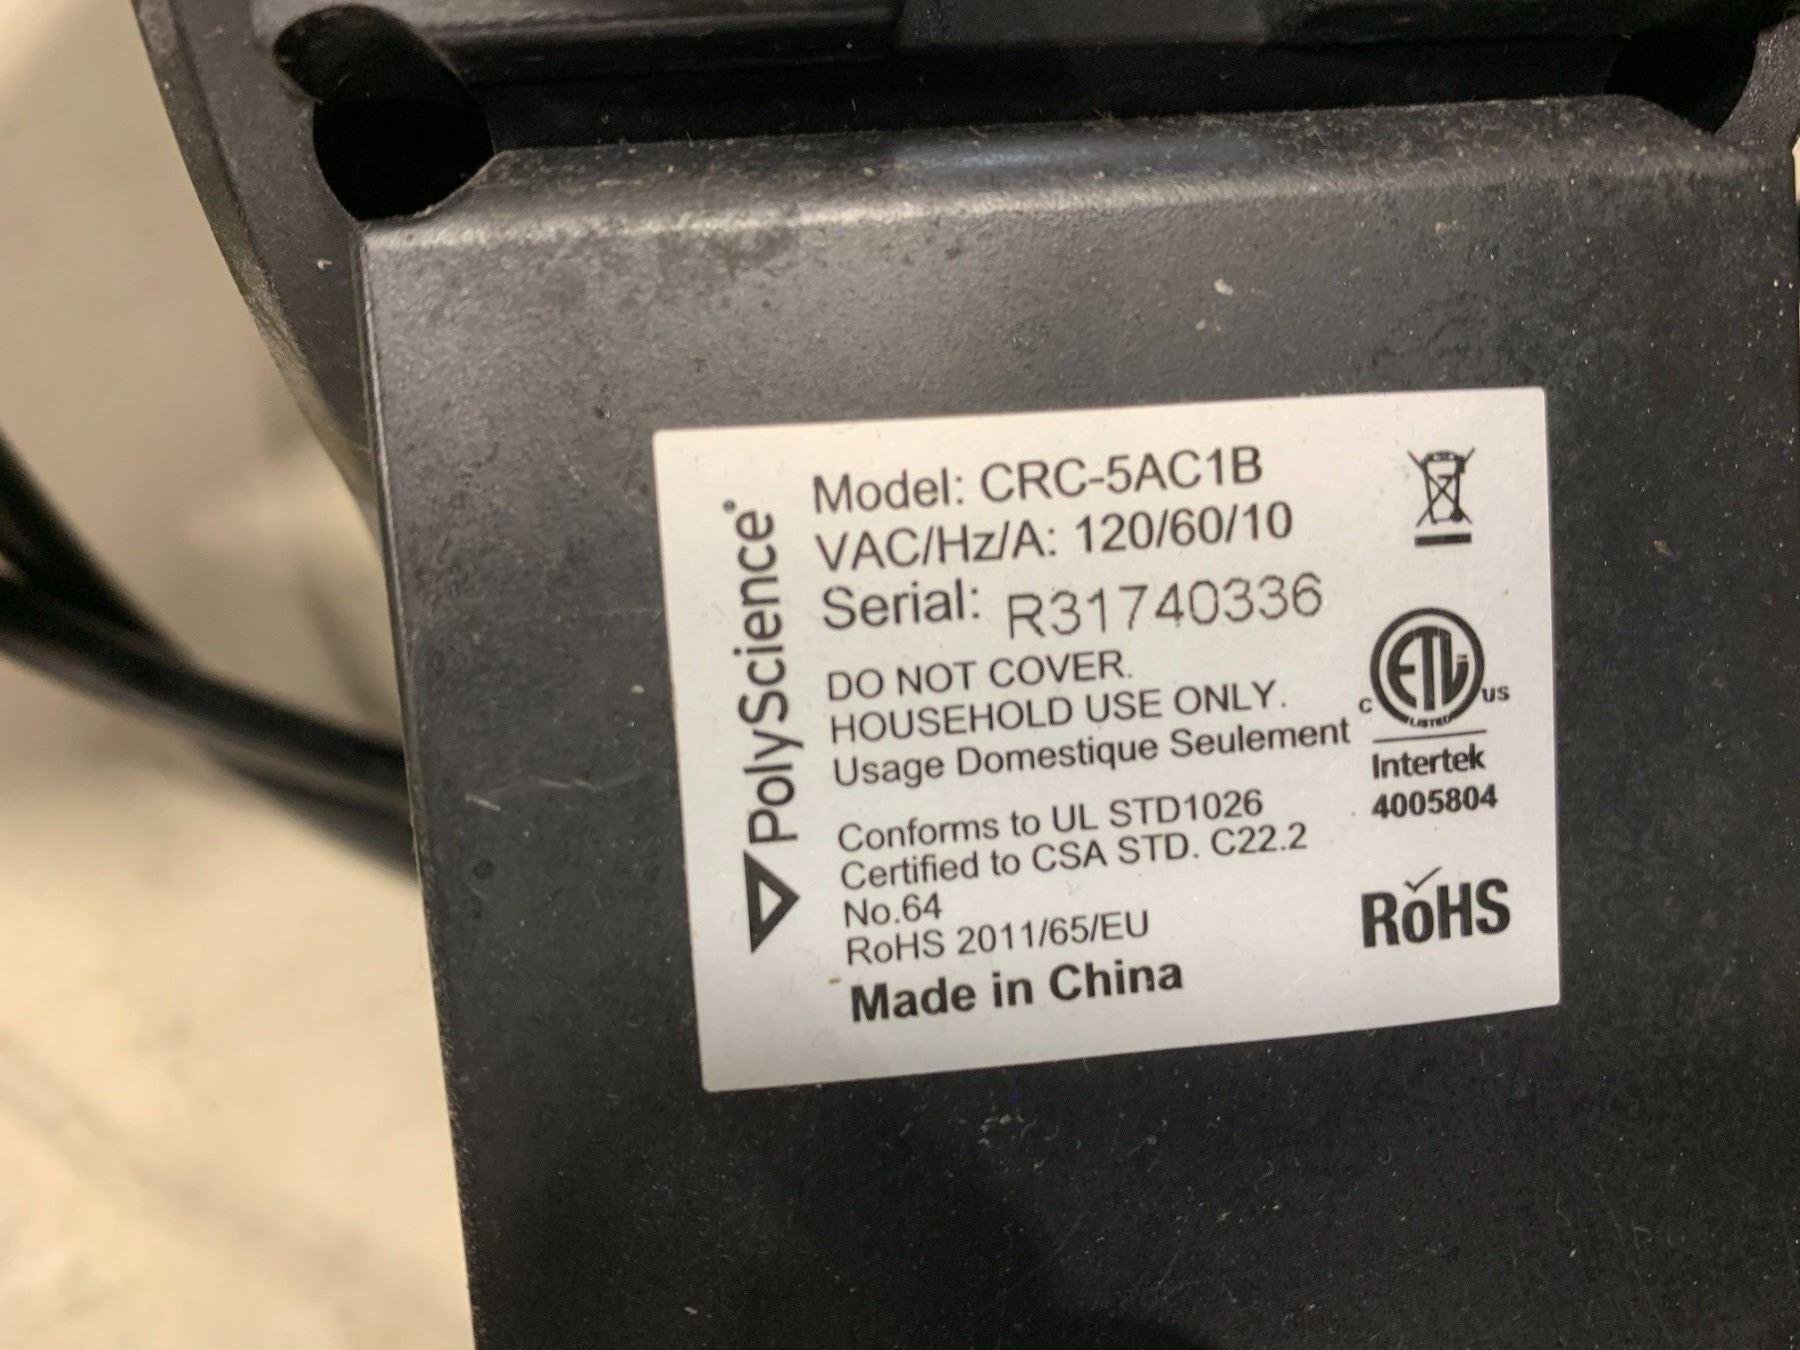 PolyScience®
Model: CRC-5AC1B
VAC/Hz/A: 120/60/10
Serial: R31740336
DO NOT COVER.
HOUSEHOLD USE ONLY.
Usage Domestique Seulement
Conforms to UL STD1026
Certified to CSA STD. C22.2
No.64
RoHS 2011/65/EU
Made in China
ETL
LISTED
C US
Intertek
4005804
RoHS